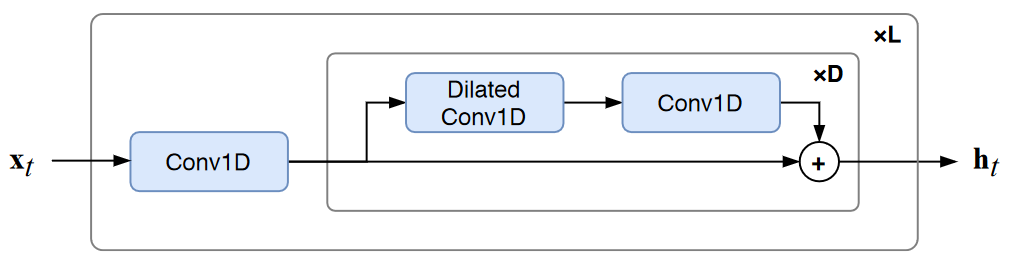 ×L
×D
Dilated
Conv1D
Conv1D
x_t
Conv1D
+
h_t